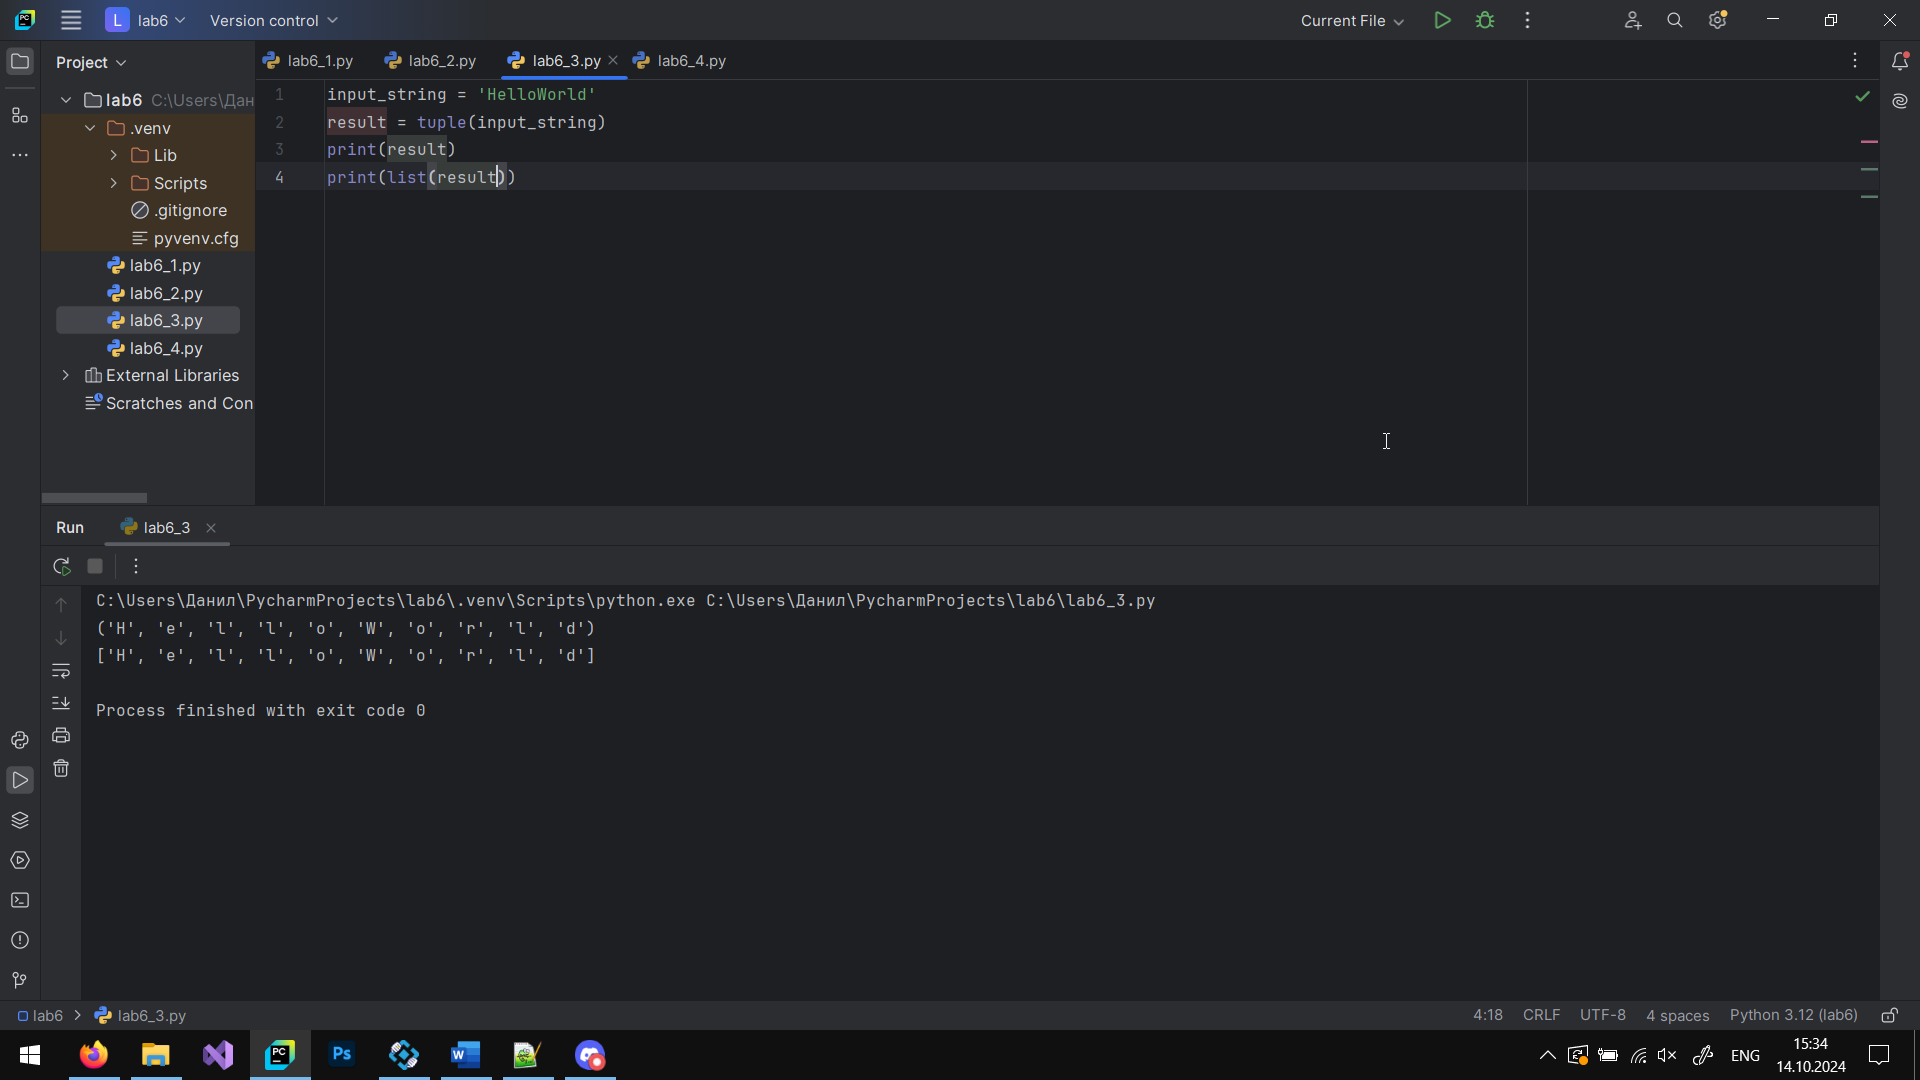 PC
L lab6 Version control Current File
Project
lab6_1.py lab6_2.py lab6_3.py lab6_4.py
lab6 C:\Users\Дан
.venv
Lib
Scripts
.gitignore
pyvenv.cfg
lab6_1.py
lab6_2.py
lab6_3.py
lab6_4.py
External Libraries
Scratches and Con
1 input_string = 'HelloWorld'
2 result = tuple(input_string)
3 print(result)
4 print(list(result))
Run lab6_3
C:\Users\Данил\PycharmProjects\lab6\.venv\Scripts\python.exe C:\Users\Данил\PycharmProjects\lab6\lab6_3.py
('H', 'e', 'l', 'l', 'o', 'W', 'o', 'r', 'l', 'd')
['H', 'e', 'l', 'l', 'o', 'W', 'o', 'r', 'l', 'd']
Process finished with exit code 0
lab6 > lab6_3.py 4:18 CRLF UTF-8 4 spaces Python 3.12 (lab6)
PC Ps W ENG 15:34
14.10.2024